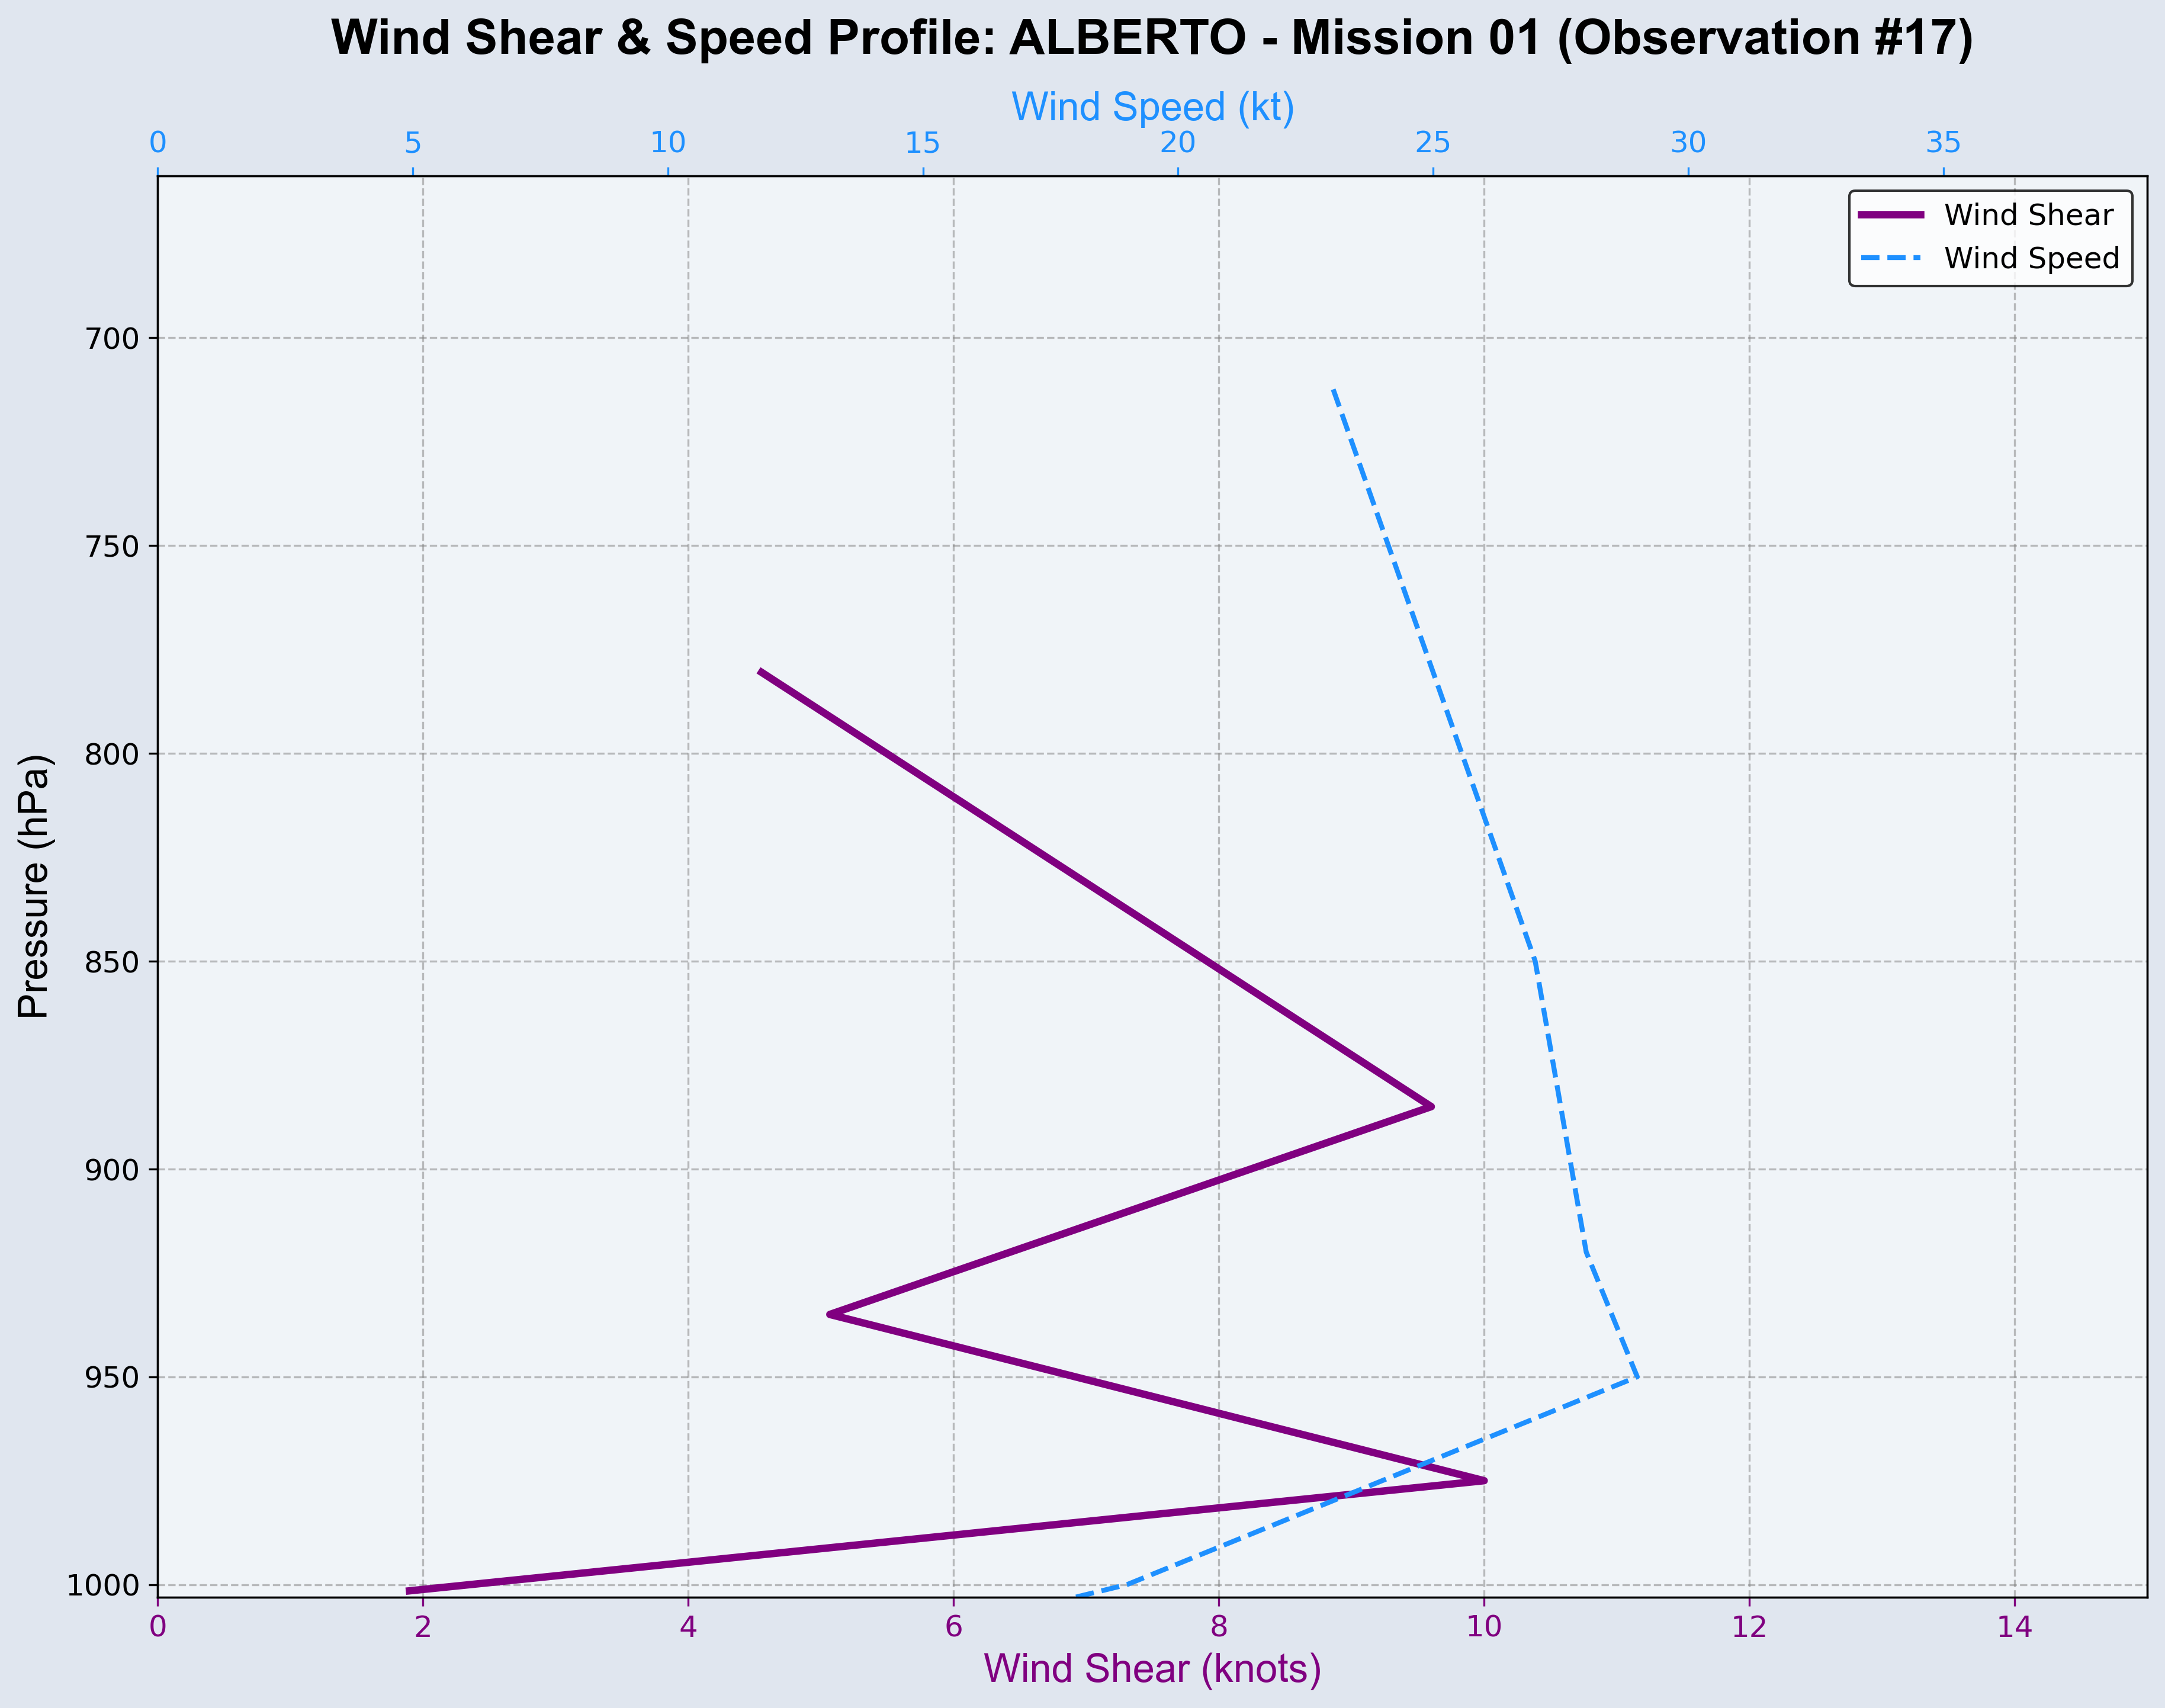 Wind Shear & Speed Profile: ALBERTO - Mission 01 (Observation #17)
Wind Speed (kt)
0 5 10 15 20 25 30 35
Wind Shear
Wind Speed
700
750
800
850
900
950
1000
Pressure (hPa)
0 2 4 6 8 10 12 14
Wind Shear (knots)